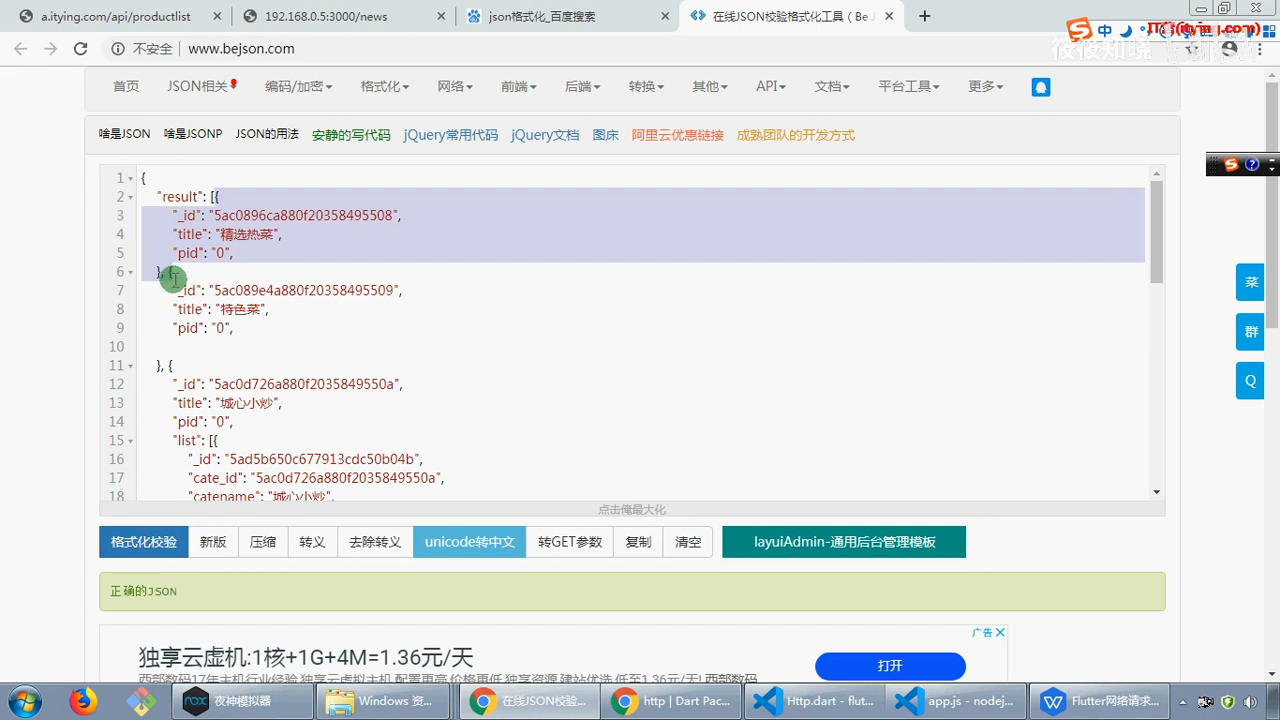 a.itying.com/api/productlist
192.168.0.5:3000/news
json格式化_百度搜索
在线JSON校验格式化工具（Be J
中
IT营(itying.com)
不安全 | www.bejson.com
首页 JSON相关 编码/加密 格式化 网络 前端 后端 转换 其他 API 文档 平台工具 更多
啥是JSON 啥是JSONP JSON的用法 安静的写代码 jQuery常用代码 jQuery文档 图床 阿里云优惠链接 成熟团队的开发方式
1 {
2 "result": [{
3 "_id": "5ac0896ca880f20358495508",
4 "title": "精选热菜",
5 "pid": "0",
6 }, {
7 "_id": "5ac089e4a880f20358495509",
8 "title": "特色菜",
9 "pid": "0",
10
11 }, {
12 "_id": "5ac0d726a880f2035849550a",
13 "title": "城心小炒",
14 "pid": "0",
15 "list": [{
16 "_id": "5ad5b650c677913cdc50b04b",
17 "cate_id": "5ac0d726a880f2035849550a",
18 "catename": "城心小炒",
菜
群
Q
点击俺最大化
格式化校验 新版 压缩 转义 去除转义 unicode转中文 转GET参数 复制 清空 layuiAdmin-通用后台管理模板
正确的JSON
广告
独享云虚机:1核+1G+4M=1.36元/天
打开
夜神模拟器 Windows 资... 在线JSON校验... http | Dart Pac... Http.dart - flut... app.js - nodej... Flutter网络请求...